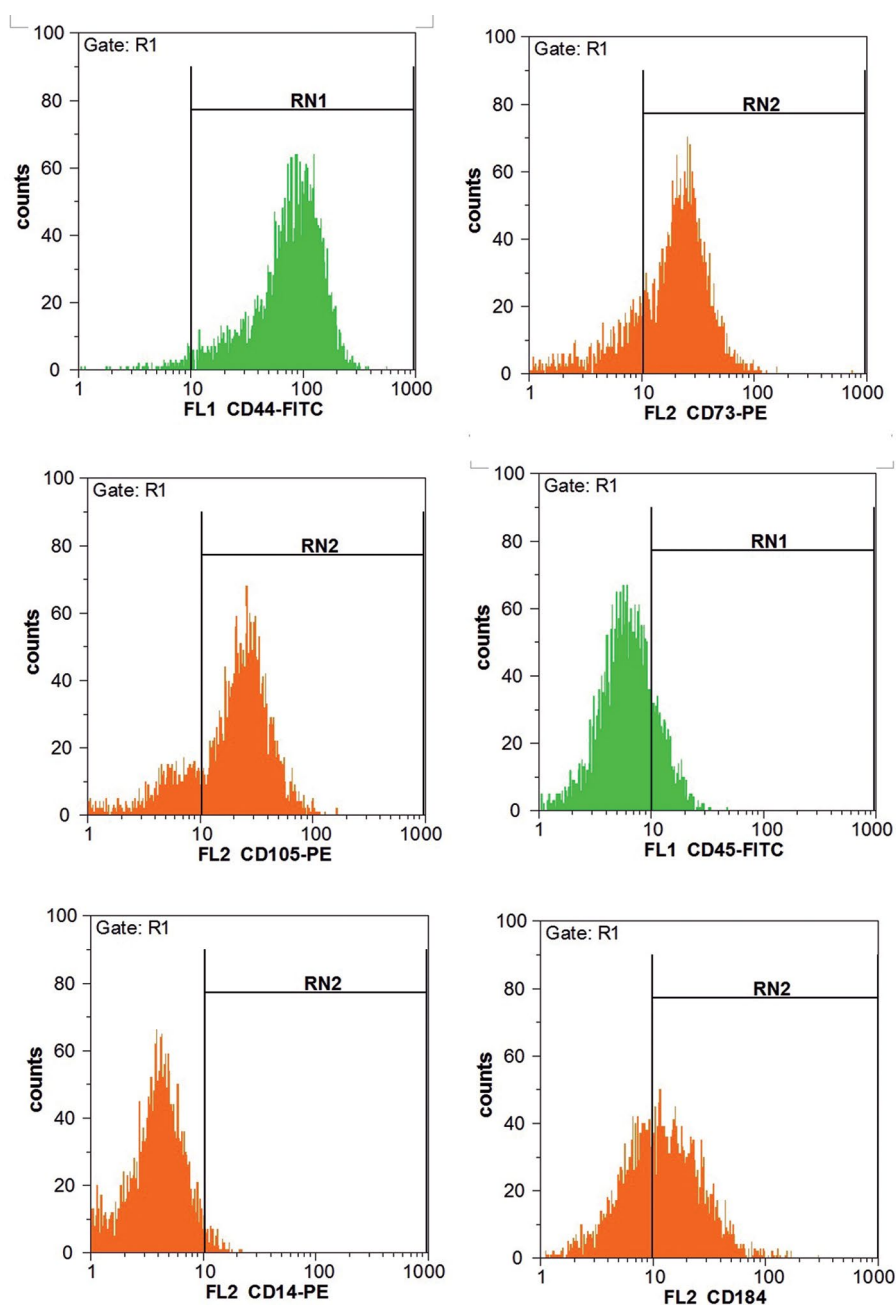 Gate: R1
RN1
100
80
60
40
20
0
counts
1 10 100 1000
FL1 CD44-FITC
Gate: R1
RN2
100
80
60
40
20
0
counts
1 10 100 1000
FL2 CD73-PE
Gate: R1
RN2
100
80
60
40
20
0
counts
1 10 100 1000
FL2 CD105-PE
Gate: R1
RN1
100
80
60
40
20
0
counts
1 10 100 1000
FL1 CD45-FITC
Gate: R1
RN2
100
80
60
40
20
0
counts
1 10 100 1000
FL2 CD14-PE
Gate: R1
RN2
100
80
60
40
20
0
counts
1 10 100 1000
FL2 CD184